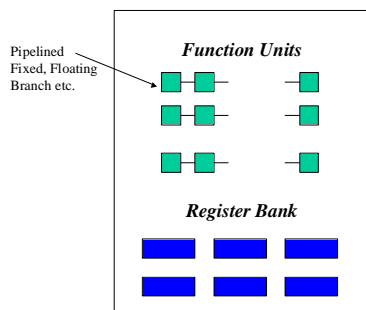 Pipelined
Fixed, Floating
Branch etc.
Function Units
Register Bank